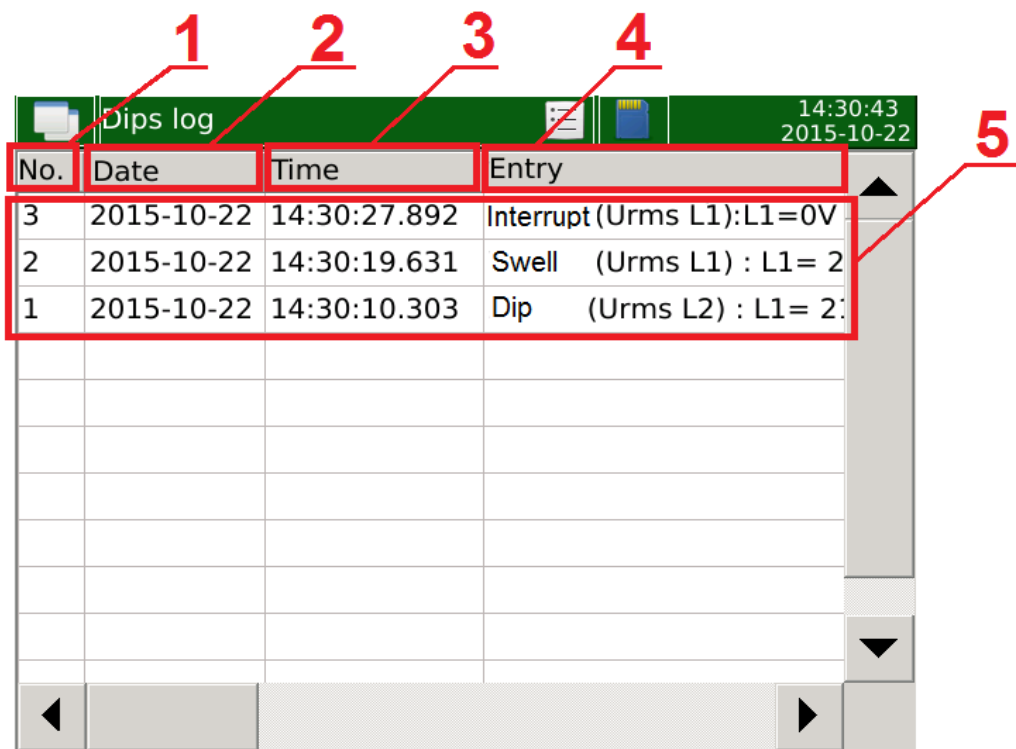 1 2 3 4
Dips log 14:30:43
2015-10-22
5
No. Date Time Entry
3 2015-10-22 14:30:27.892 Interrupt (Urms L1):L1=0V
2 2015-10-22 14:30:19.631 Swell (Urms L1) : L1= 2
1 2015-10-22 14:30:10.303 Dip (Urms L2) : L1= 21